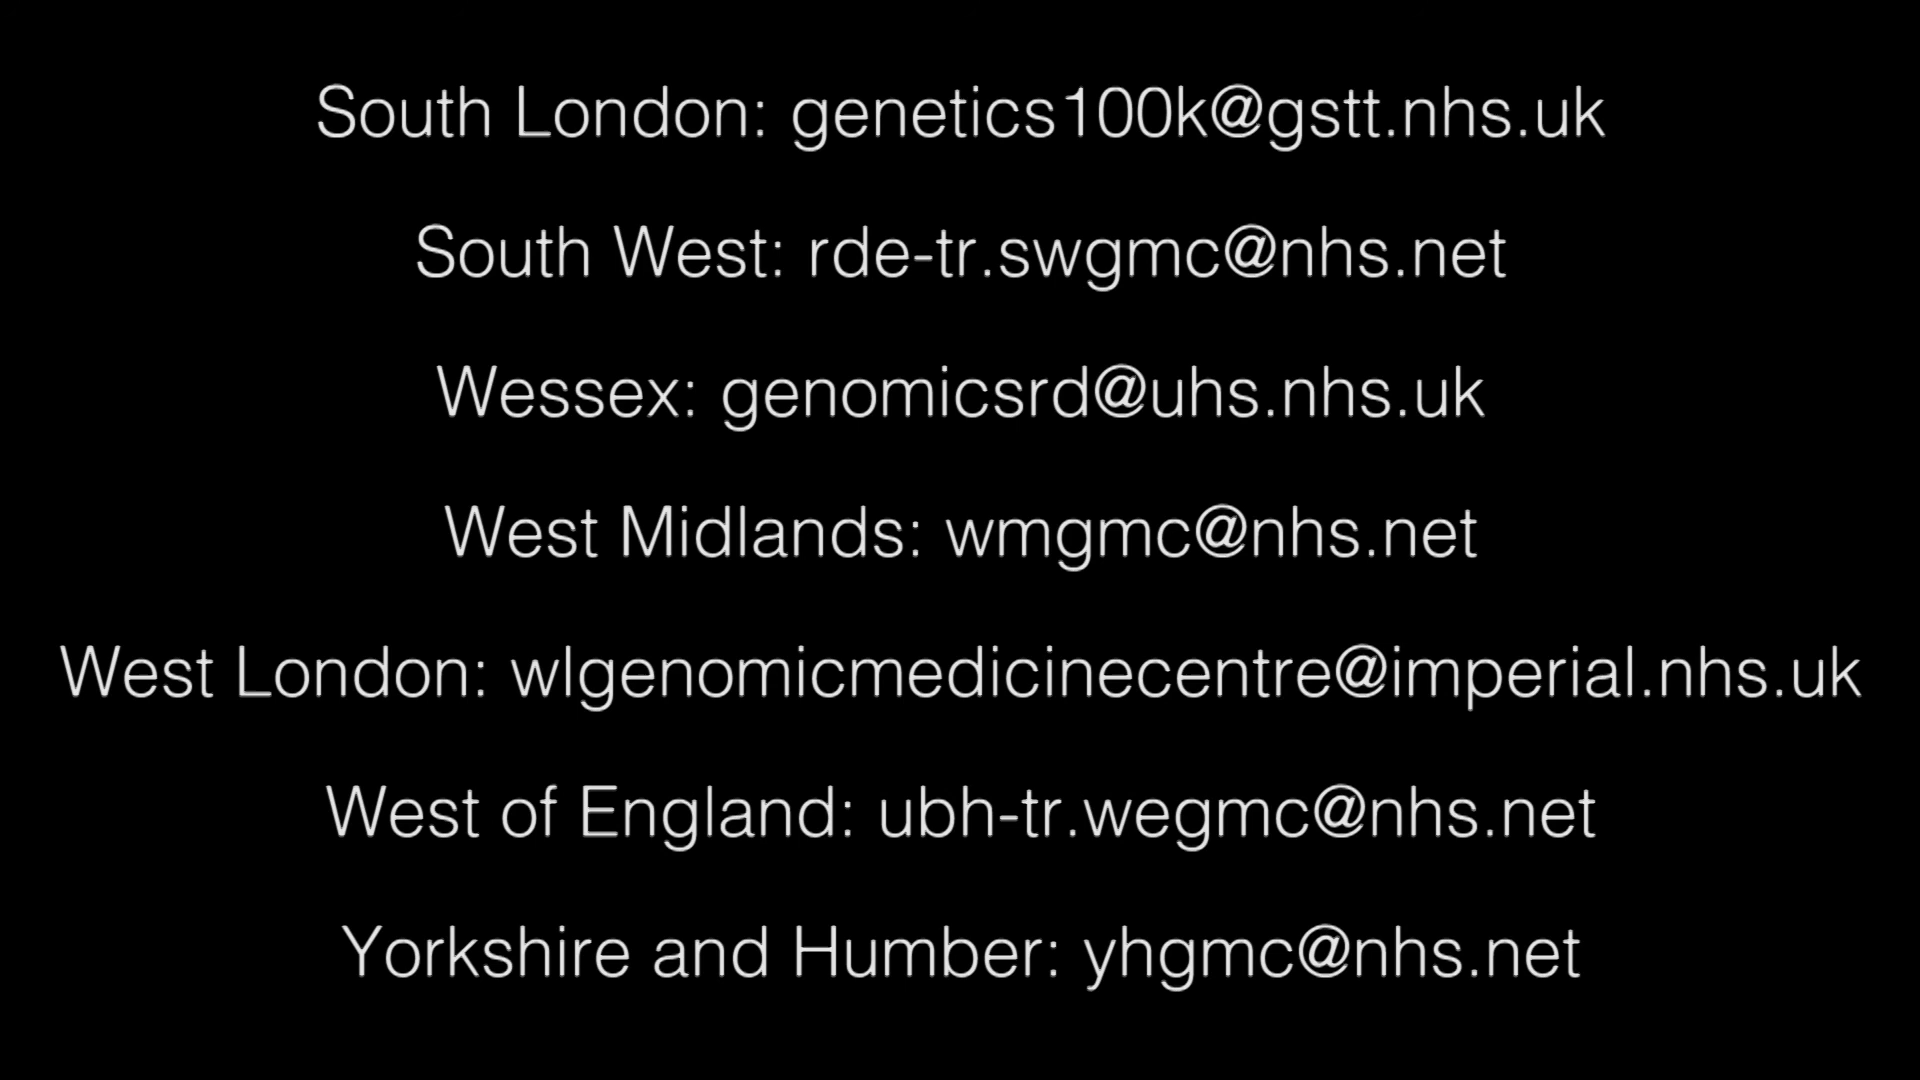 South London: genetics100k@gstt.nhs.uk
South West: rde-tr.swgmc@nhs.net
Wessex: genomicsrd@uhs.nhs.uk
West Midlands: wmgmc@nhs.net
West London: wlgenomicmedicinecentre@imperial.nhs.uk
West of England: ubh-tr.wegmc@nhs.net
Yorkshire and Humber: yhgmc@nhs.net